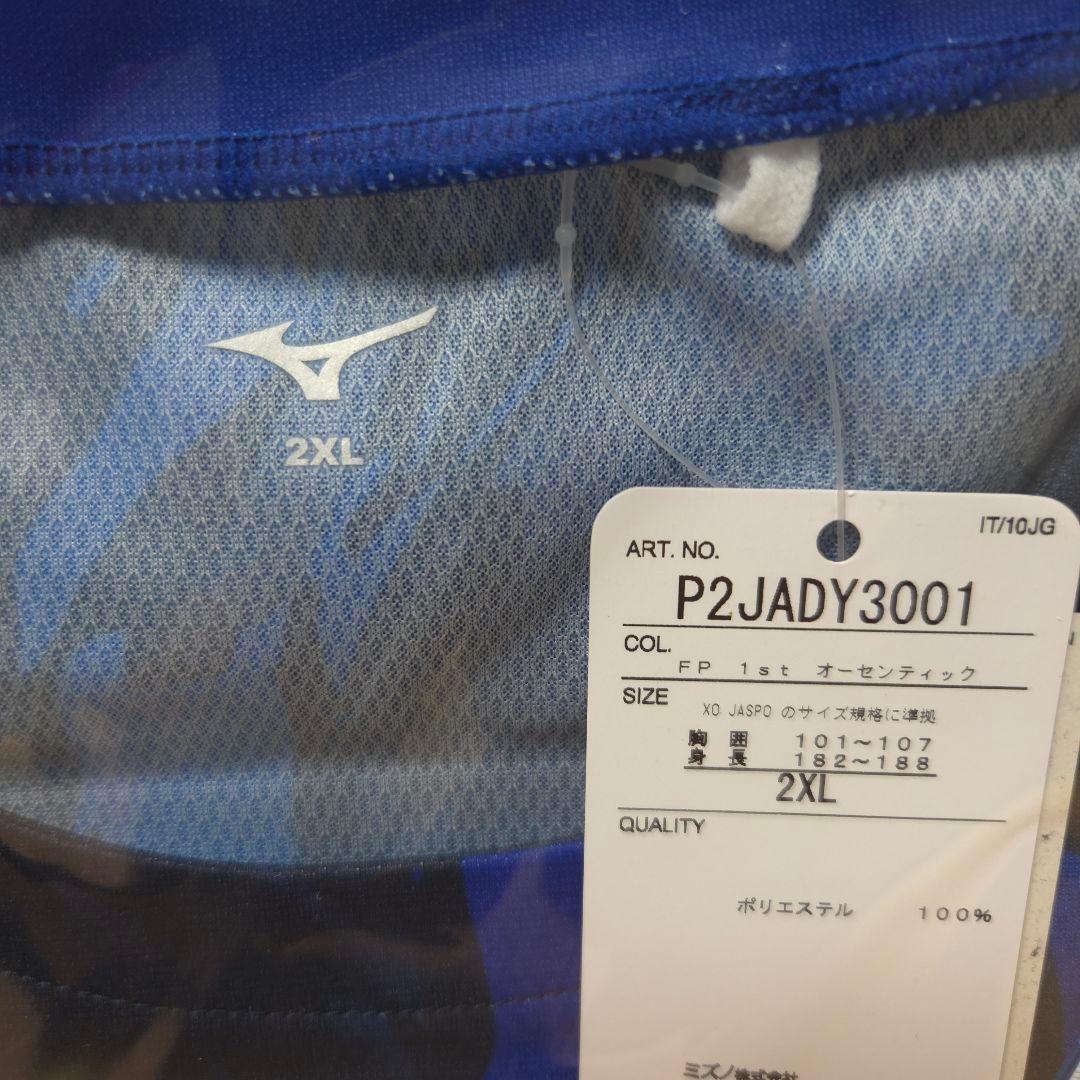 2XL
IT/10JG
ART. NO.
P2JADY3001
COL.
FP 1st オーセンティック
SIZE
XO JASPO のサイズ規格に準拠
胸 囲 101~107
身 長 182~188
2XL
QUALITY
ポリエステル 100%
ミズノ株式会社